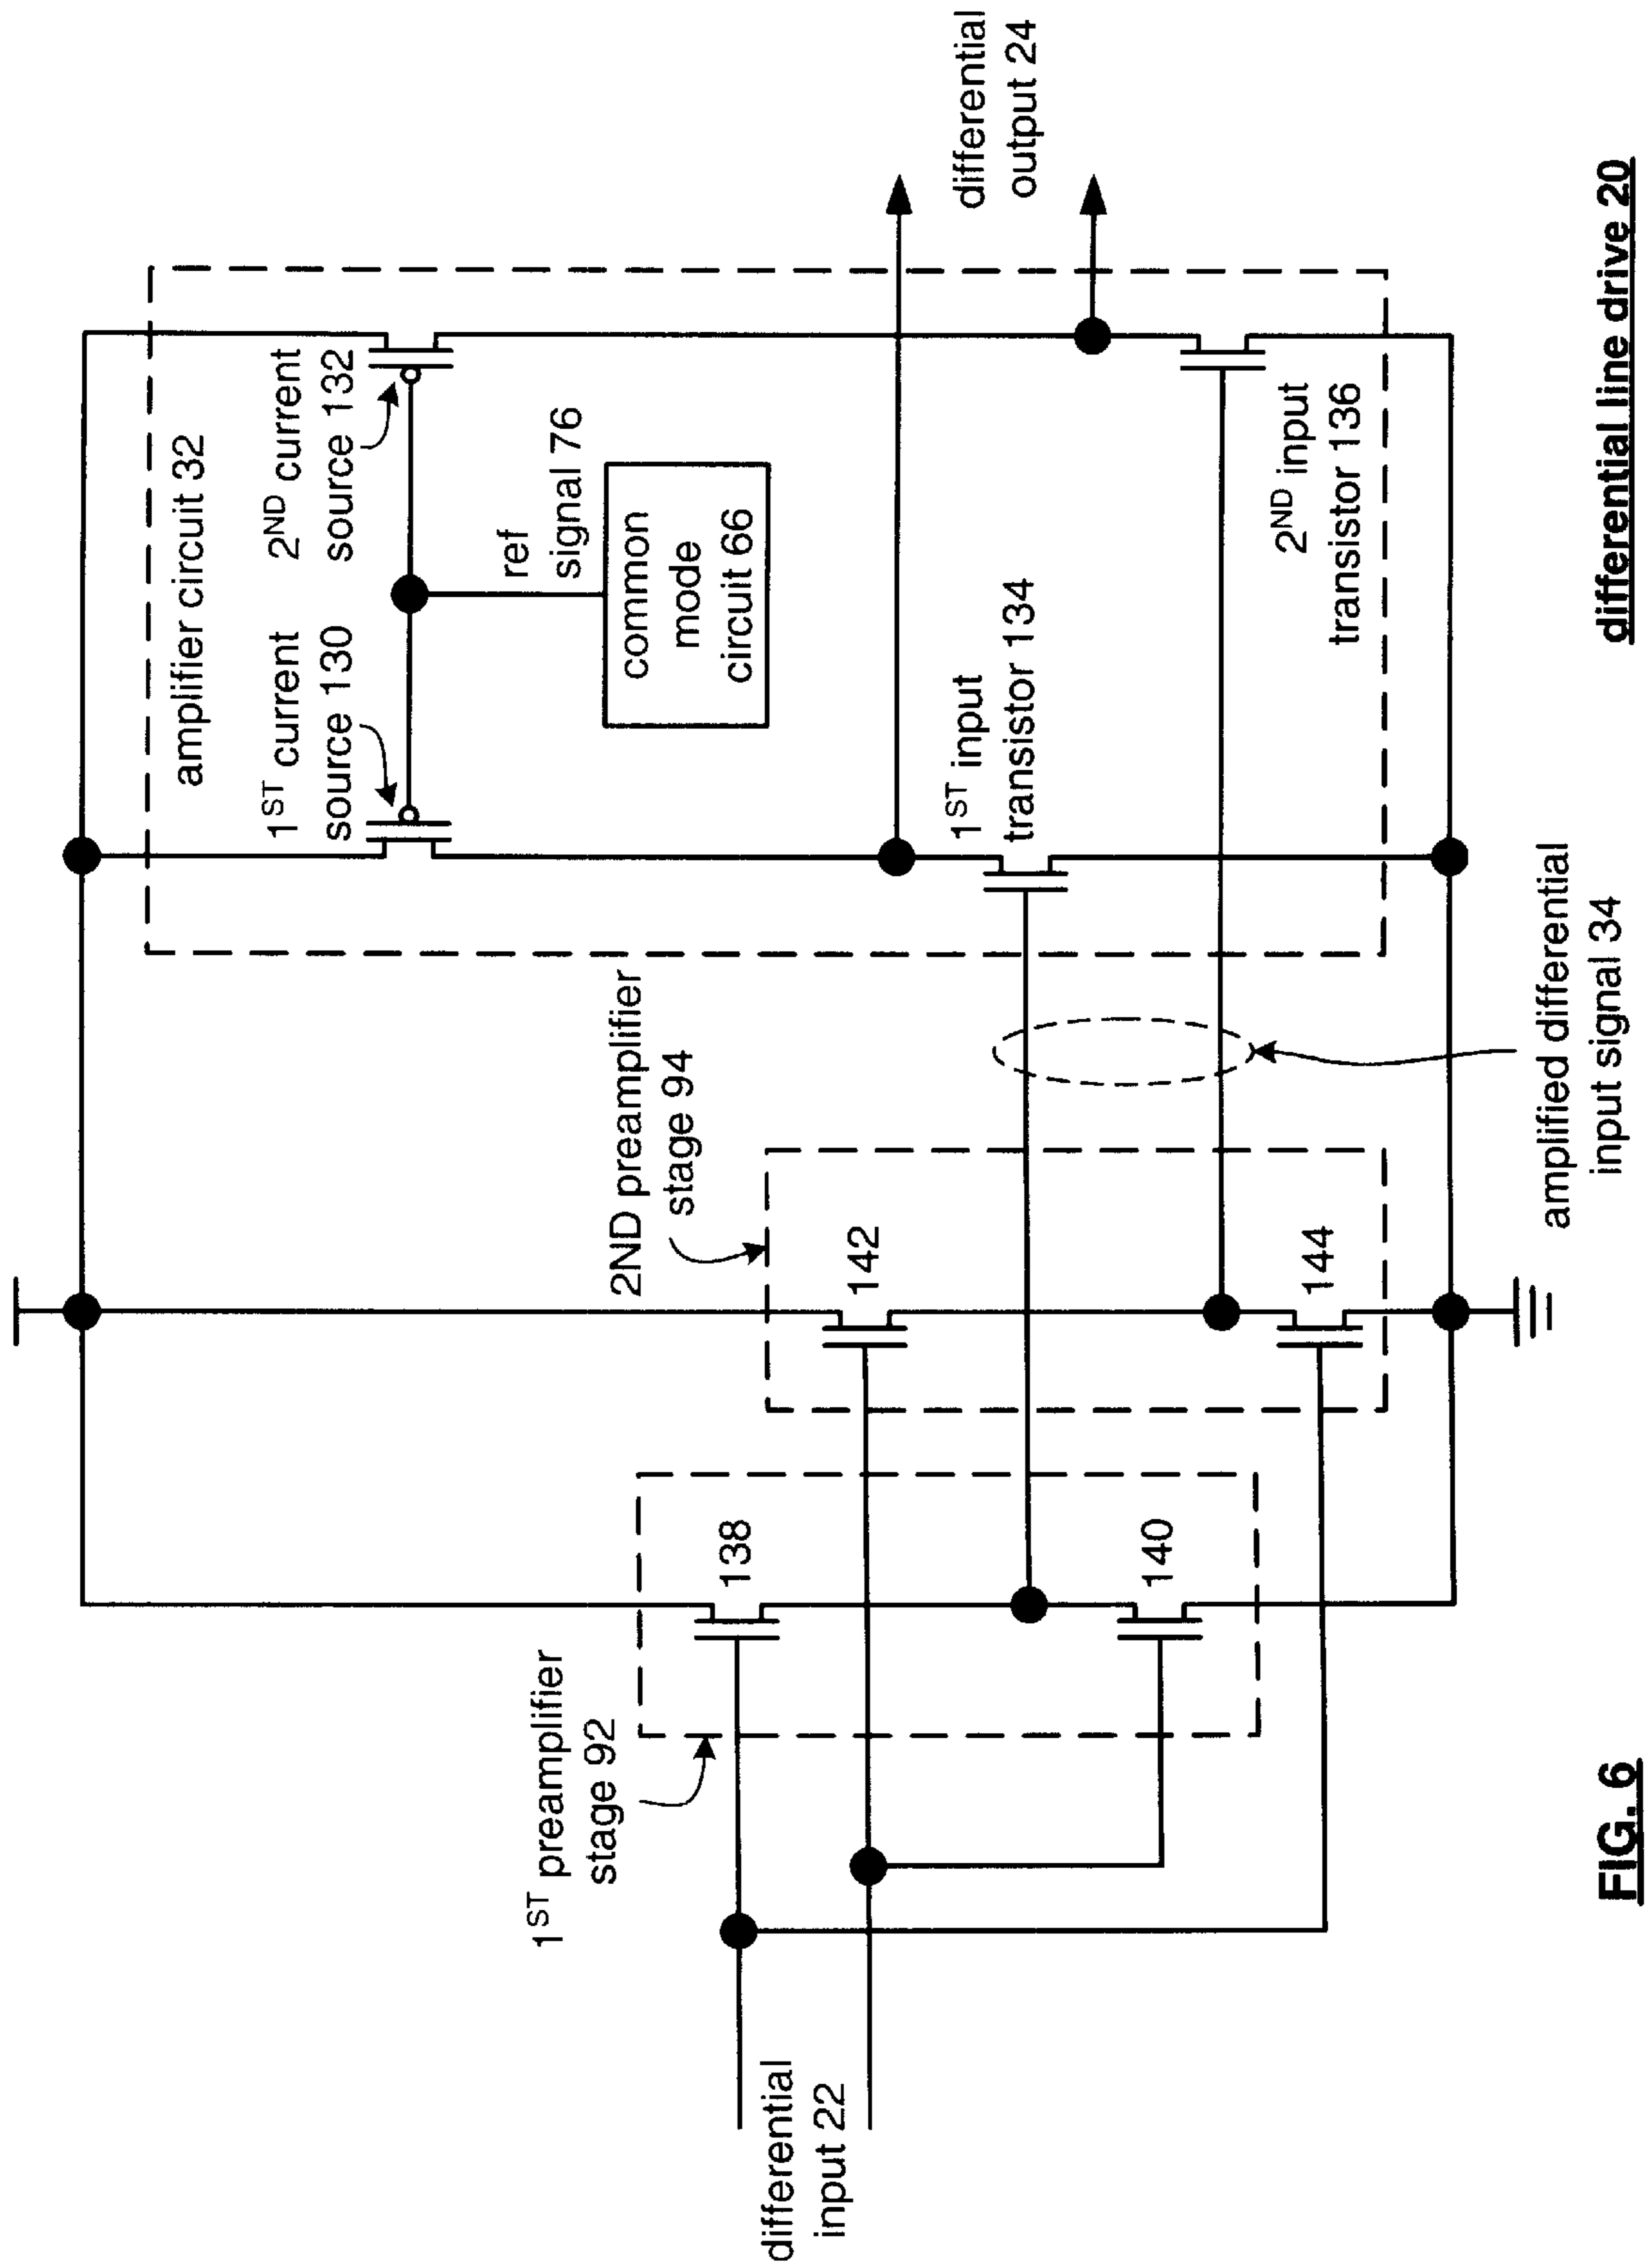 amplifier circuit 32
1ST current
source 130
2ND current
source 132
ref
signal 76
common
mode
circuit 66
differential
output 24
1ST input
transistor 134
2ND input
transistor 136
2ND preamplifier
stage 94
142
144
1ST preamplifier
stage 92
138
140
differential
input 22
amplified differential
input signal 34
FIG. 6
differential line drive 20